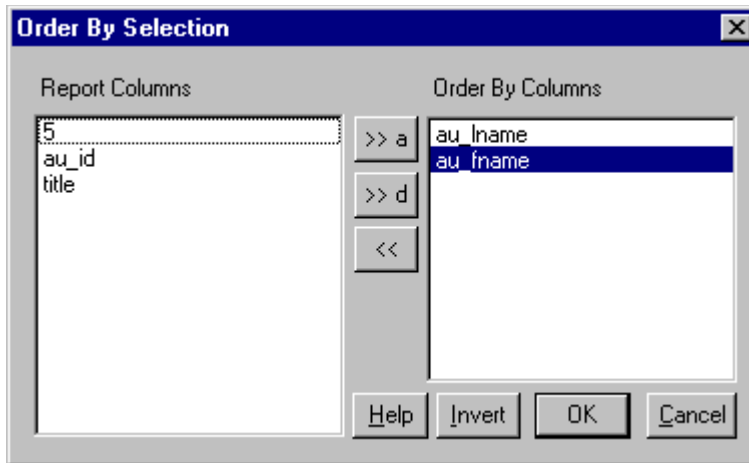 Order By Selection
Report Columns
Order By Columns
5
au_id
title
>> a
>> d
<<
au_lname
au_fname
Help
Invert
OK
Cancel